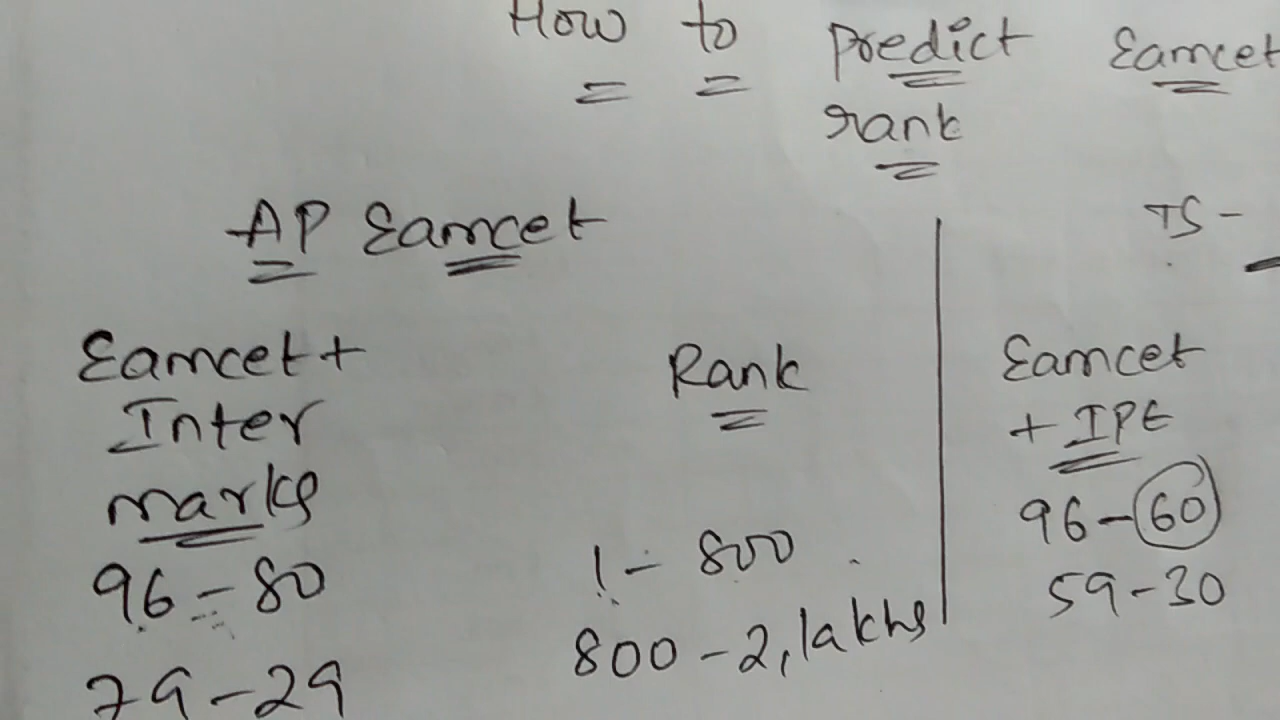 How to predict Eamcet
rank
AP Eamcet
TS -
Eamcet +
Inter
marks
Rank
Eamcet
+ IPE
96 - 80
1 - 800
96 - 60
79 - 29
800 - 2, lakhs
59 - 30